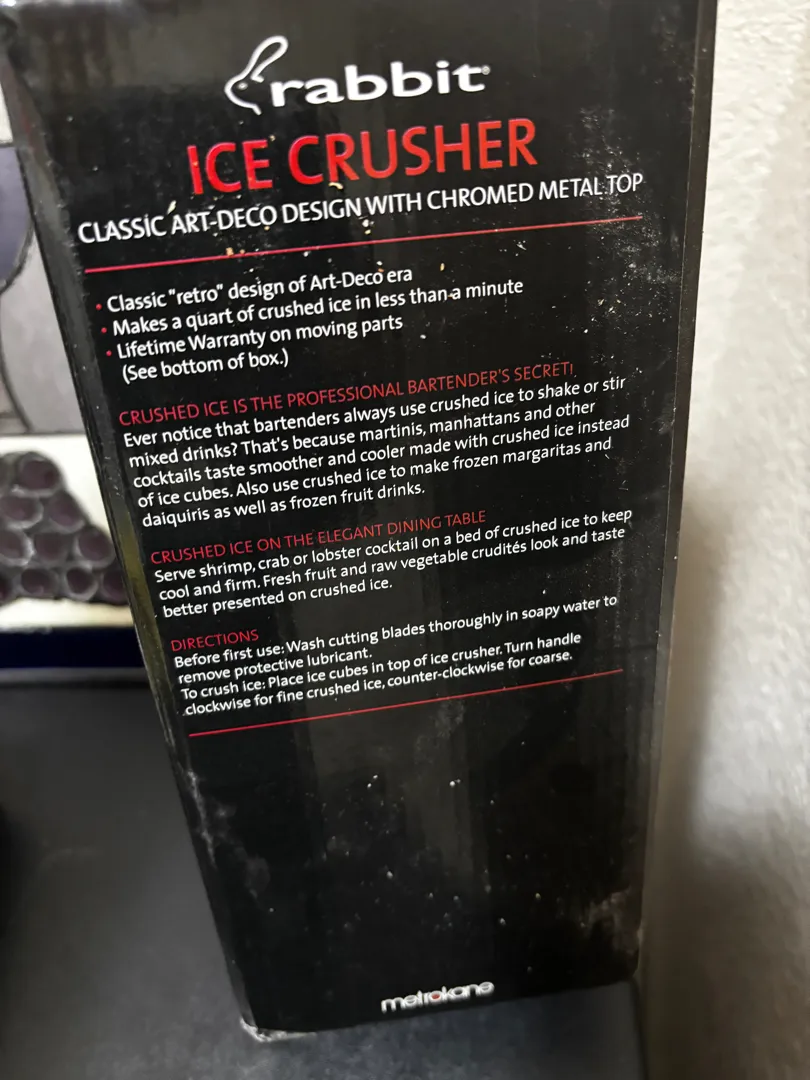 rabbit®
ICE CRUSHER
CLASSIC ART-DECO DESIGN WITH CHROMED METAL TOP
• Classic "retro" design of Art-Deco era
• Makes a quart of crushed ice in less than a minute
• Lifetime Warranty on moving parts
(See bottom of box.)
CRUSHED ICE IS THE PROFESSIONAL BARTENDER'S SECRET!
Ever notice that bartenders always use crushed ice to shake or stir
mixed drinks? That's because martinis, manhattans and other
cocktails taste smoother and cooler made with crushed ice instead
of ice cubes. Also use crushed ice to make frozen margaritas and
daiquiris as well as frozen fruit drinks.
CRUSHED ICE ON THE ELEGANT DINING TABLE
Serve shrimp, crab or lobster cocktail on a bed of crushed ice to keep
cool and firm. Fresh fruit and raw vegetable crudités look and taste
better presented on crushed ice.
DIRECTIONS
Before first use: Wash cutting blades thoroughly in soapy water to
remove protective lubricant.
To crush ice: Place ice cubes in top of ice crusher. Turn handle
clockwise for fine crushed ice, counter-clockwise for coarse.
metrokane